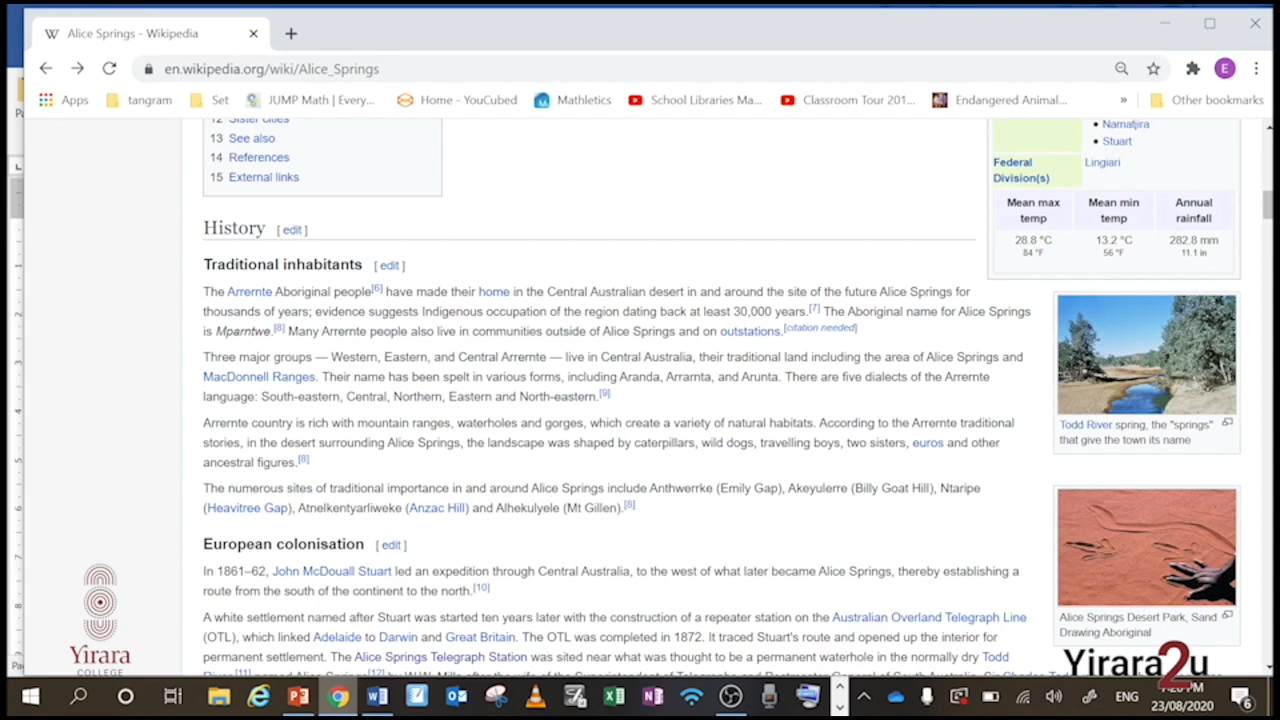 Alice Springs - Wikipedia
en.wikipedia.org/wiki/Alice_Springs
Apps tangram Set JUMP Math | Every... Home - YouCubed Mathletics School Libraries Ma... Classroom Tour 201... Endangered Animal... » Other bookmarks
12 Sister cities
13 See also
14 References
15 External links
• Namatjira
• Stuart
Federal Division(s) Lingiari
Mean max temp Mean min temp Annual rainfall
28.8 °C 13.2 °C 282.8 mm
84 °F 56 °F 11.1 in
History [ edit ]
Traditional inhabitants [ edit ]
The Arrernte Aboriginal people[6] have made their home in the Central Australian desert in and around the site of the future Alice Springs for
thousands of years; evidence suggests Indigenous occupation of the region dating back at least 30,000 years.[7] The Aboriginal name for Alice Springs
is Mparntwe.[8] Many Arrernte people also live in communities outside of Alice Springs and on outstations.[citation needed]
Three major groups — Western, Eastern, and Central Arrernte — live in Central Australia, their traditional land including the area of Alice Springs and
MacDonnell Ranges. Their name has been spelt in various forms, including Aranda, Arrarnta, and Arunta. There are five dialects of the Arrernte
language: South-eastern, Central, Northern, Eastern and North-eastern.[9]
Arrernte country is rich with mountain ranges, waterholes and gorges, which create a variety of natural habitats. According to the Arrernte traditional
stories, in the desert surrounding Alice Springs, the landscape was shaped by caterpillars, wild dogs, travelling boys, two sisters, euros and other
ancestral figures.[8]
The numerous sites of traditional importance in and around Alice Springs include Anthwerrke (Emily Gap), Akeyulerre (Billy Goat Hill), Ntaripe
(Heavitree Gap), Atnelkentyarliweke (Anzac Hill) and Alhekulyele (Mt Gillen).[8]
European colonisation [ edit ]
In 1861–62, John McDouall Stuart led an expedition through Central Australia, to the west of what later became Alice Springs, thereby establishing a
route from the south of the continent to the north.[10]
A white settlement named after Stuart was started ten years later with the construction of a repeater station on the Australian Overland Telegraph Line
(OTL), which linked Adelaide to Darwin and Great Britain. The OTL was completed in 1872. It traced Stuart's route and opened up the interior for
permanent settlement. The Alice Springs Telegraph Station was sited near what was thought to be a permanent waterhole in the normally dry Todd
Todd River spring, the "springs"
that give the town its name
Alice Springs Desert Park, Sand
Drawing Aboriginal
Yirara
COLLEGE
Yirara2u
ENG
23/08/2020
6